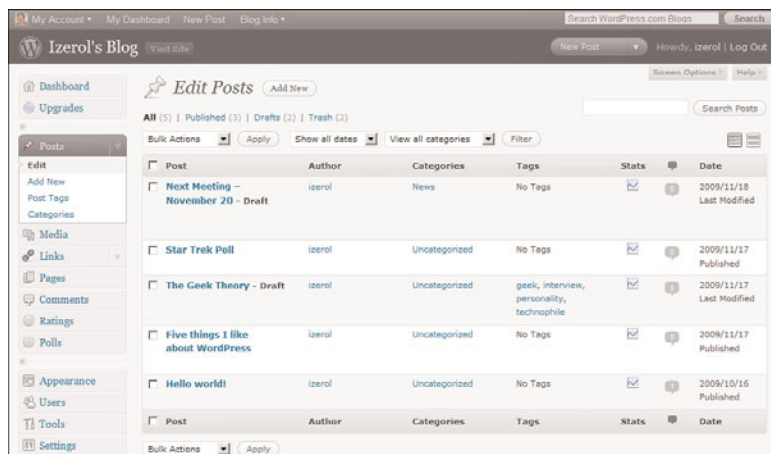 My Account My Dashboard New Post Blog Info Search WordPress.com Blogs Search
Izerol's Blog Visit Site New Post Howdy, izerol | Log Out
Screen Options Help
Dashboard
Upgrades
Posts
Edit
Add New
Post Tags
Categories
Media
Links
Pages
Comments
Ratings
Polls
Appearance
Users
Tools
Settings
Edit Posts Add New
All (5) | Published (3) | Drafts (2) | Trash (2)
Search Posts
Bulk Actions Apply Show all dates View all categories Filter
Post Author Categories Tags Stats Date
Next Meeting – izerol News No Tags 2009/11/18
November 20 - Draft Last Modified
Star Trek Poll izerol Uncategorized No Tags 2009/11/17
Published
The Geek Theory - Draft izerol Uncategorized geek, interview, 2009/11/17
personality, Last Modified
technophile
Five things I like izerol Uncategorized No Tags 2009/11/17
about WordPress Published
Hello world! izerol Uncategorized No Tags 2009/10/16
Published
Post Author Categories Tags Stats Date
Bulk Actions Apply